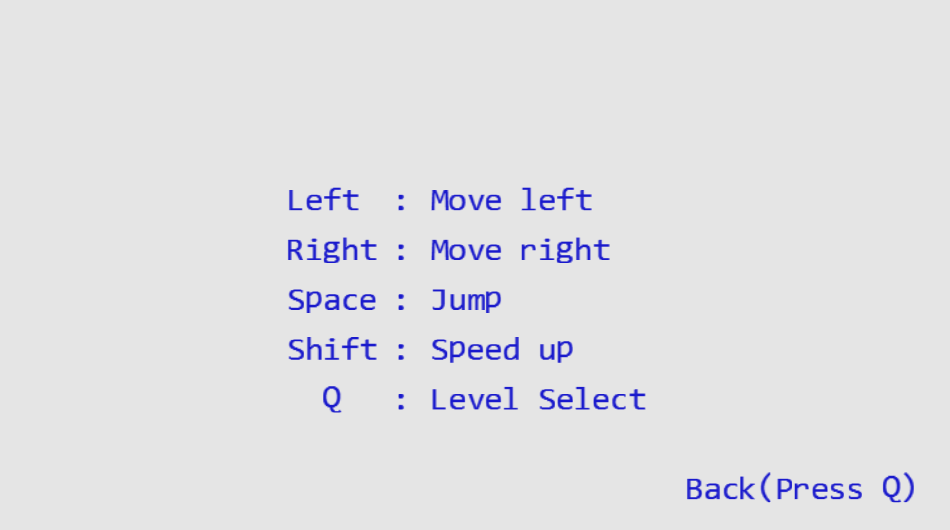 Left : Move left
Right : Move right
Space : Jump
Shift : Speed up
Q : Level Select
Back(Press Q)